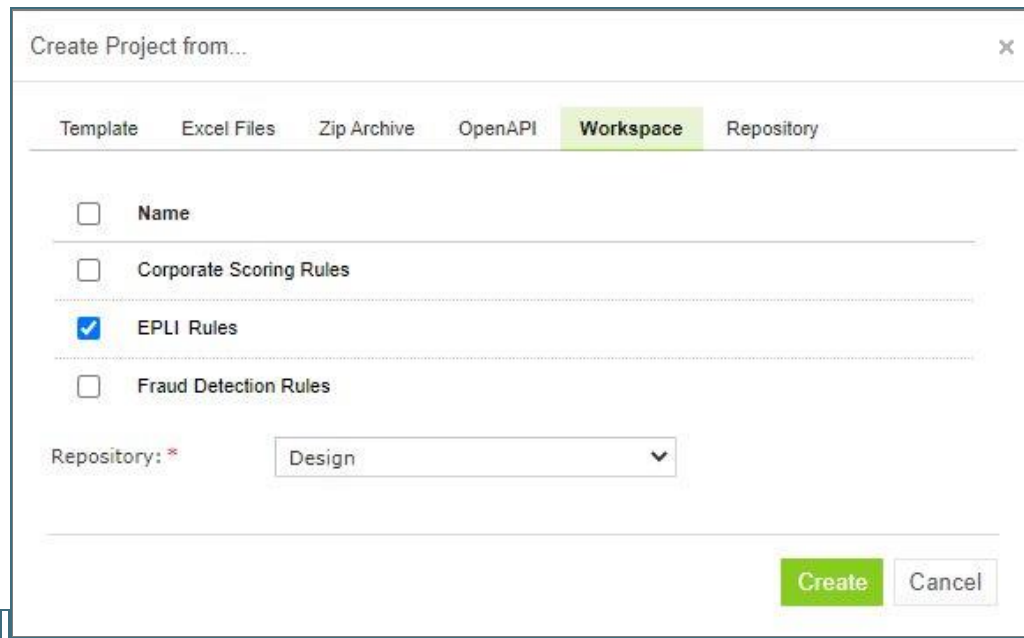 Create Project from...
Template Excel Files Zip Archive OpenAPI Workspace Repository
Name
Corporate Scoring Rules
EPLI Rules
Fraud Detection Rules
Repository: * Design
Create Cancel